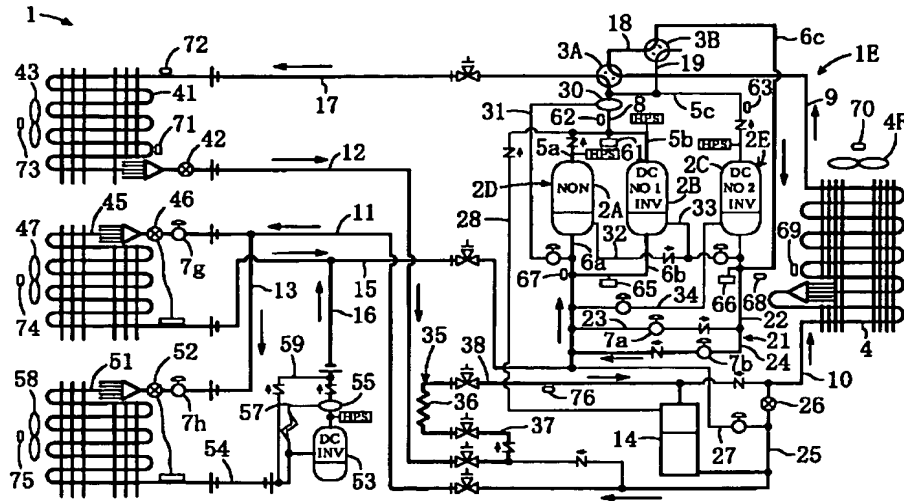 1
72
18
3B
6c
3A
19
1E
43
41
17
30
31
8
5c
63
9
62
HPS
70
4F
71
42
12
5a
HPS
61
5b
HPS
2E
2C
73
2D
NON
DC
NO 1
INV
2B
DC
NO 2
INV
2A
33
45
46
11
28
32
47
7g
69
6a
6b
67
65
66
68
15
13
34
74
16
23
22
7a
21
51
52
59
35
38
24
7b
4
58
10
55
36
76
57
7h
HPS
37
26
DC
INV
14
27
25
75
54
53